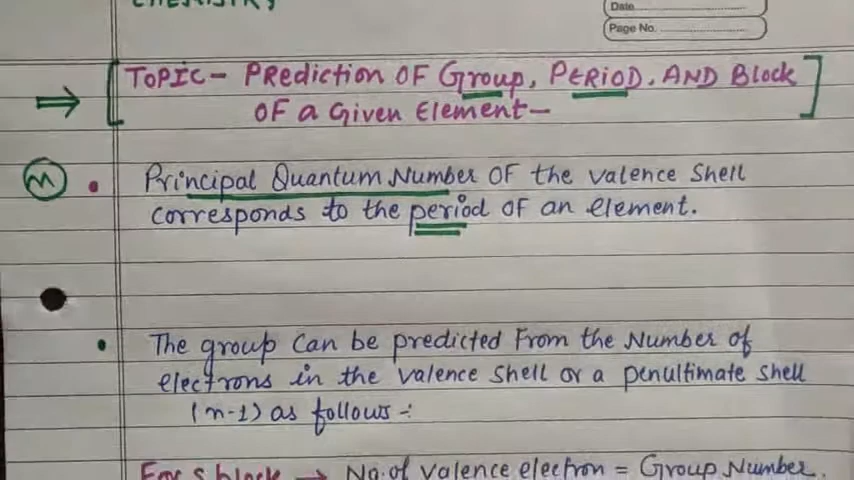 CHEMISTRY
Date
Page No.
TOPIC- PREDICTION OF GROUP, PERIOD, AND Block
OF a Given Element-
n • Principal Quantum Number OF the valence Shell
corresponds to the period OF an element.
• The group can be predicted From the Number of
electrons in the valence shell or a penultimate shell
(n-1) as follows :-
For s block → No. of valence electron = Group Number.